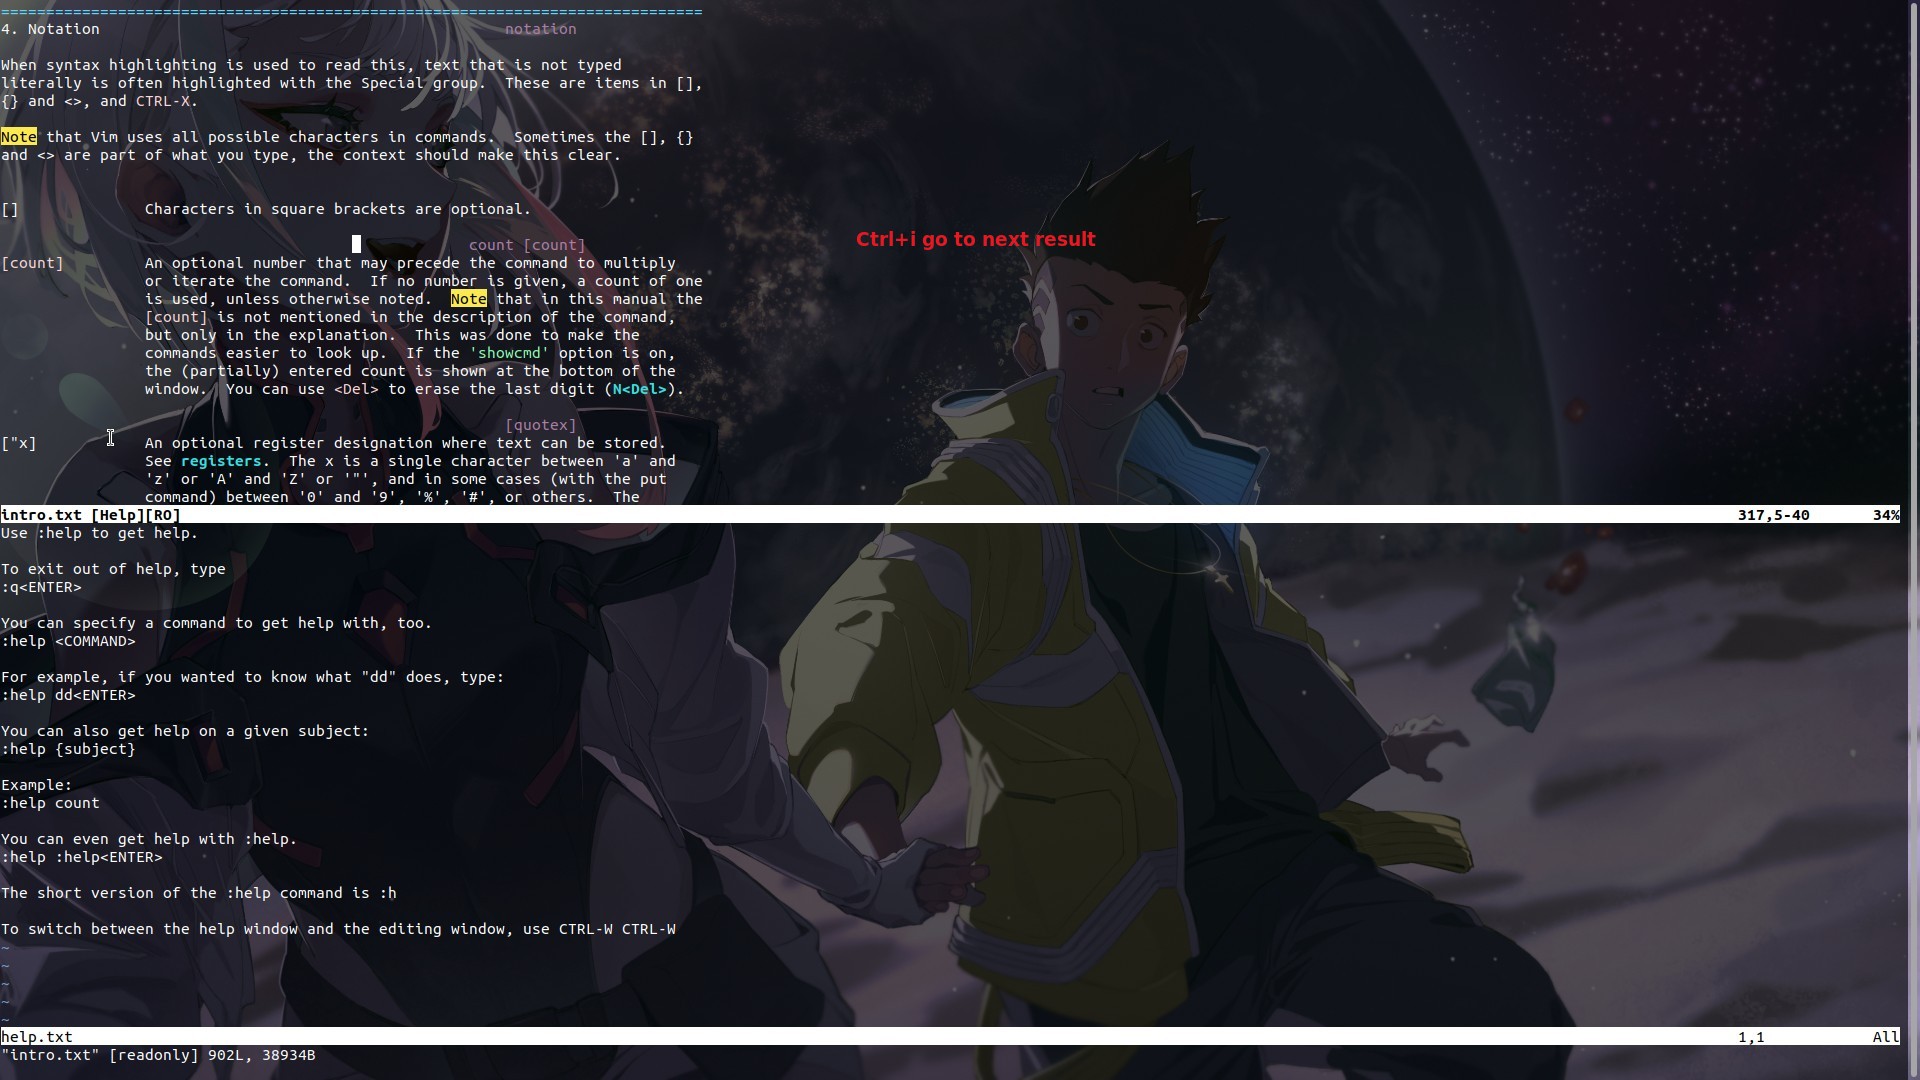 ==============================================================================
4. Notation notation
When syntax highlighting is used to read this, text that is not typed
literally is often highlighted with the Special group.  These are items in [],
{} and <>, and CTRL-X.
Note that Vim uses all possible characters in commands.  Sometimes the [], {}
and <> are part of what you type, the context should make this clear.
[] Characters in square brackets are optional.
count [count]
Ctrl+i go to next result
[count] An optional number that may precede the command to multiply
or iterate the command.  If no number is given, a count of one
is used, unless otherwise noted.  Note that in this manual the
[count] is not mentioned in the description of the command,
but only in the explanation.  This was done to make the
commands easier to look up.  If the 'showcmd' option is on,
the (partially) entered count is shown at the bottom of the
window.  You can use <Del> to erase the last digit (N<Del>).
[quotex]
["x] An optional register designation where text can be stored.
See registers.  The x is a single character between 'a' and
'z' or 'A' and 'Z' or '"', and in some cases (with the put
command) between '0' and '9', '%', '#', or others.  The
intro.txt [Help][RO] 317,5-40 34%
Use :help to get help.
To exit out of help, type
:q<ENTER>
You can specify a command to get help with, too.
:help <COMMAND>
For example, if you wanted to know what "dd" does, type:
:help dd<ENTER>
You can also get help on a given subject:
:help {subject}
Example:
:help count
You can even get help with :help.
:help :help<ENTER>
The short version of the :help command is :h
To switch between the help window and the editing window, use CTRL-W CTRL-W
~
~
~
~
~
help.txt 1,1 All
"intro.txt" [readonly] 902L, 38934B